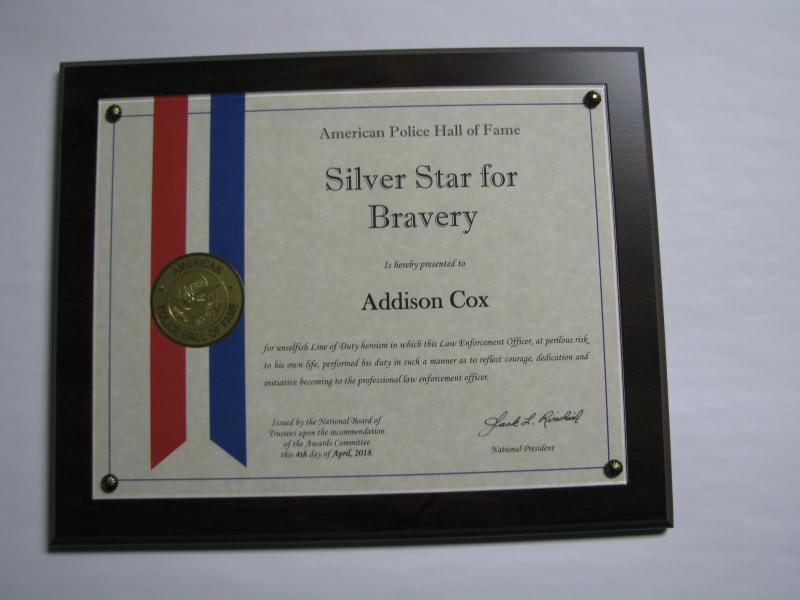 American Police Hall of Fame
Silver Star for
Bravery
Is hereby presented to
Addison Cox
AMERICAN
POLICE HALL OF FAME
for unselfish Line of Duty heroism in which this Law Enforcement Officer, at perilous risk
to his own life, performed his duty in such a manner as to reflect courage, dedication and
initiative becoming to the professional law enforcement officer.
Issued by the National Board of
Trustees upon the recommendation
of the Awards Committee
this 4th day of April, 2018.
National President